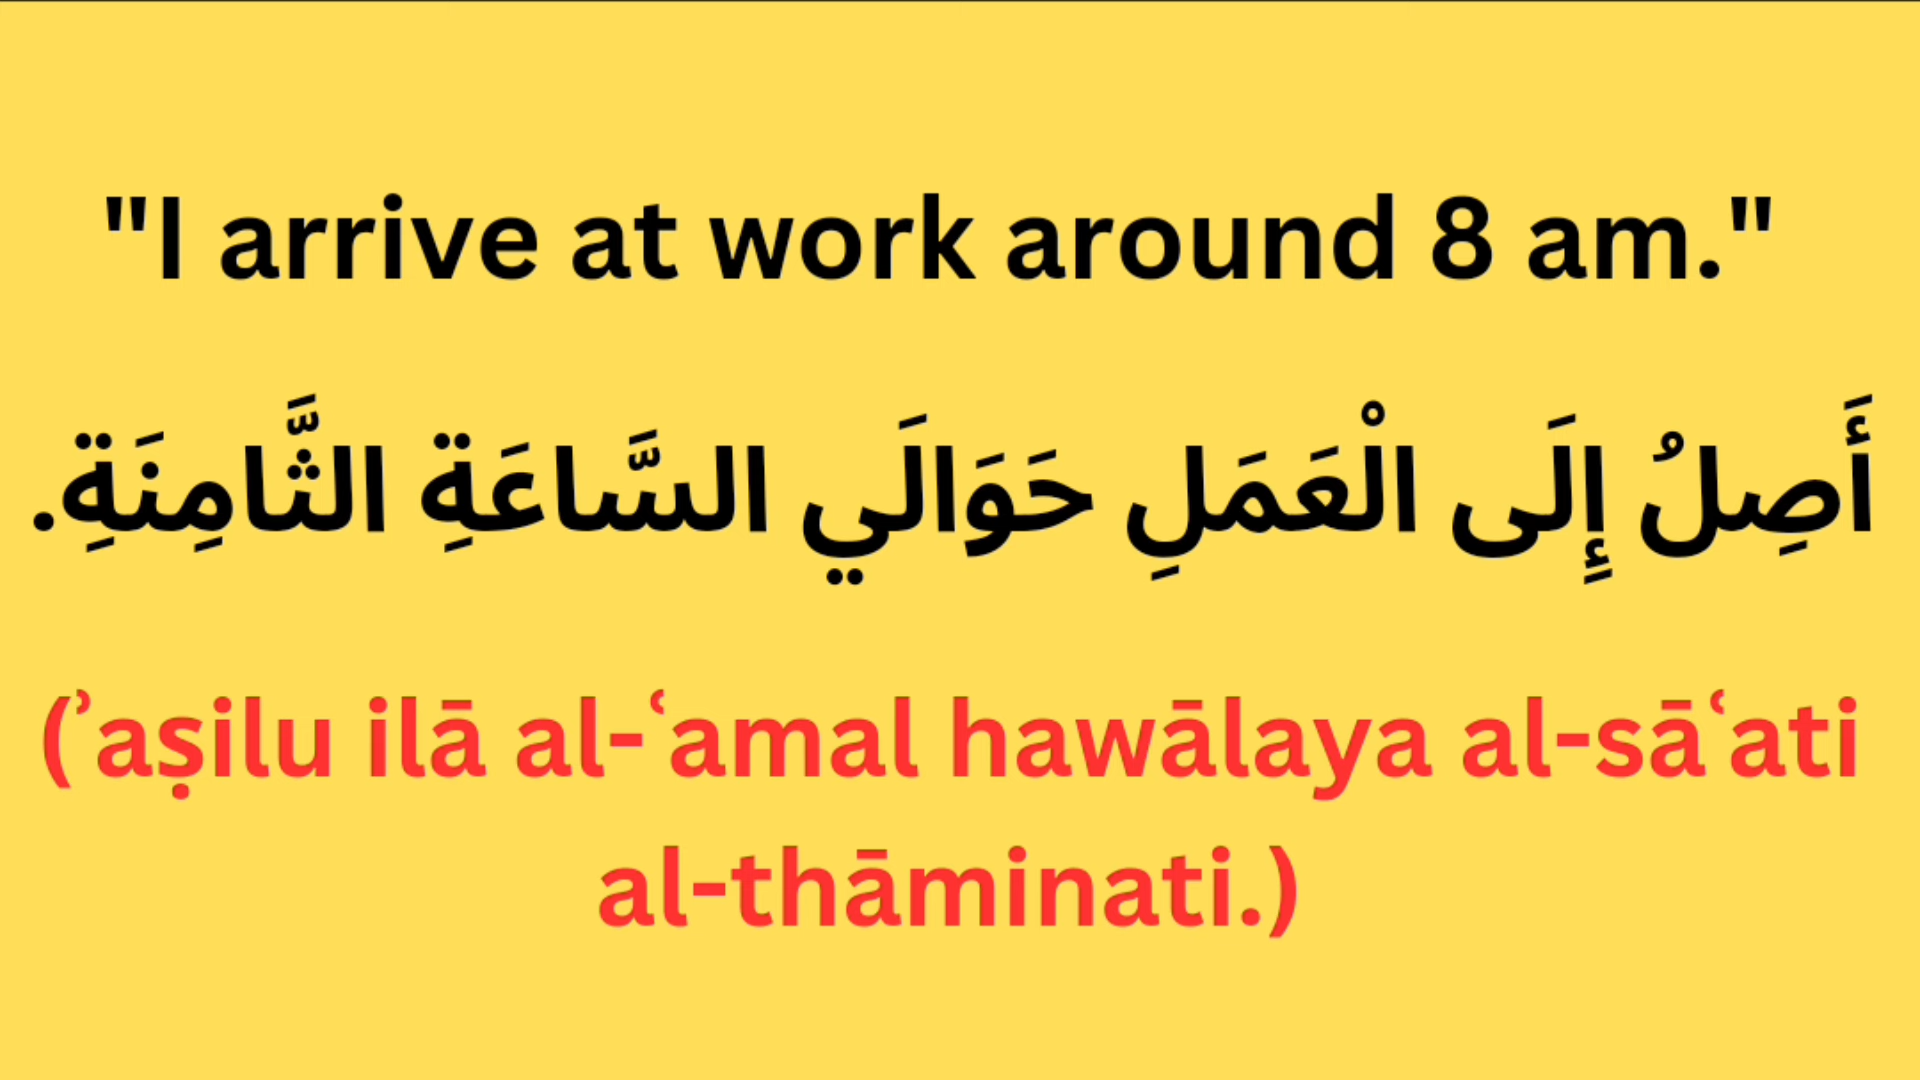 "I arrive at work around 8 am."
أَصِلُ إِلَى الْعَمَلِ حَوَالَي السَّاعَةِ الثَّامِنَةِ.
(ʾaṣilu ilā al-ʿamal hawālaya al-sāʿati
al-thāminati.)